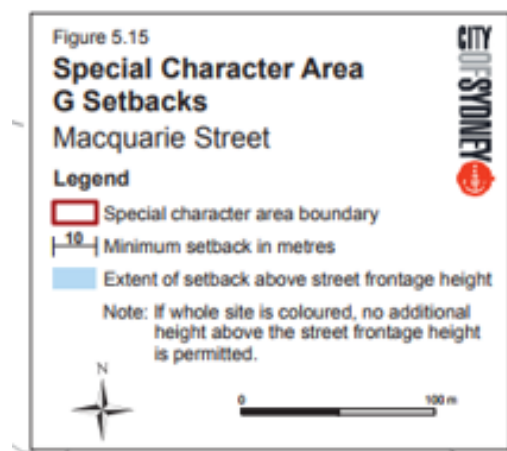 Figure 5.15
Special Character Area
G Setbacks
Macquarie Street
CITY OF SYDNEY
Legend
Special character area boundary
10
Minimum setback in metres
Extent of setback above street frontage height
Note: If whole site is coloured, no additional
height above the street frontage height
is permitted.
N
0 100 m